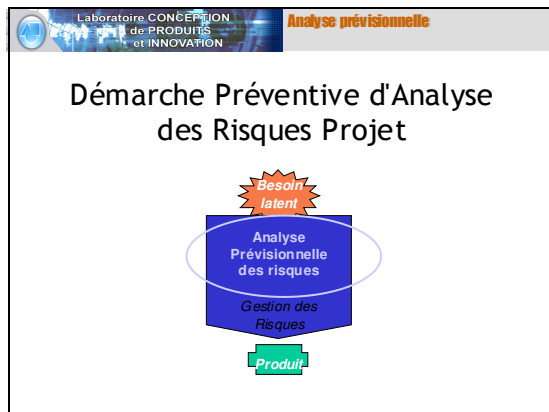 Laboratoire CONCEPTION
de PRODUITS
et INNOVATION
Analyse prévisionnelle
Démarche Préventive d'Analyse
des Risques Projet
Besoin
latent
Analyse
Prévisionnelle
des risques
Gestion des
Risques
Produit